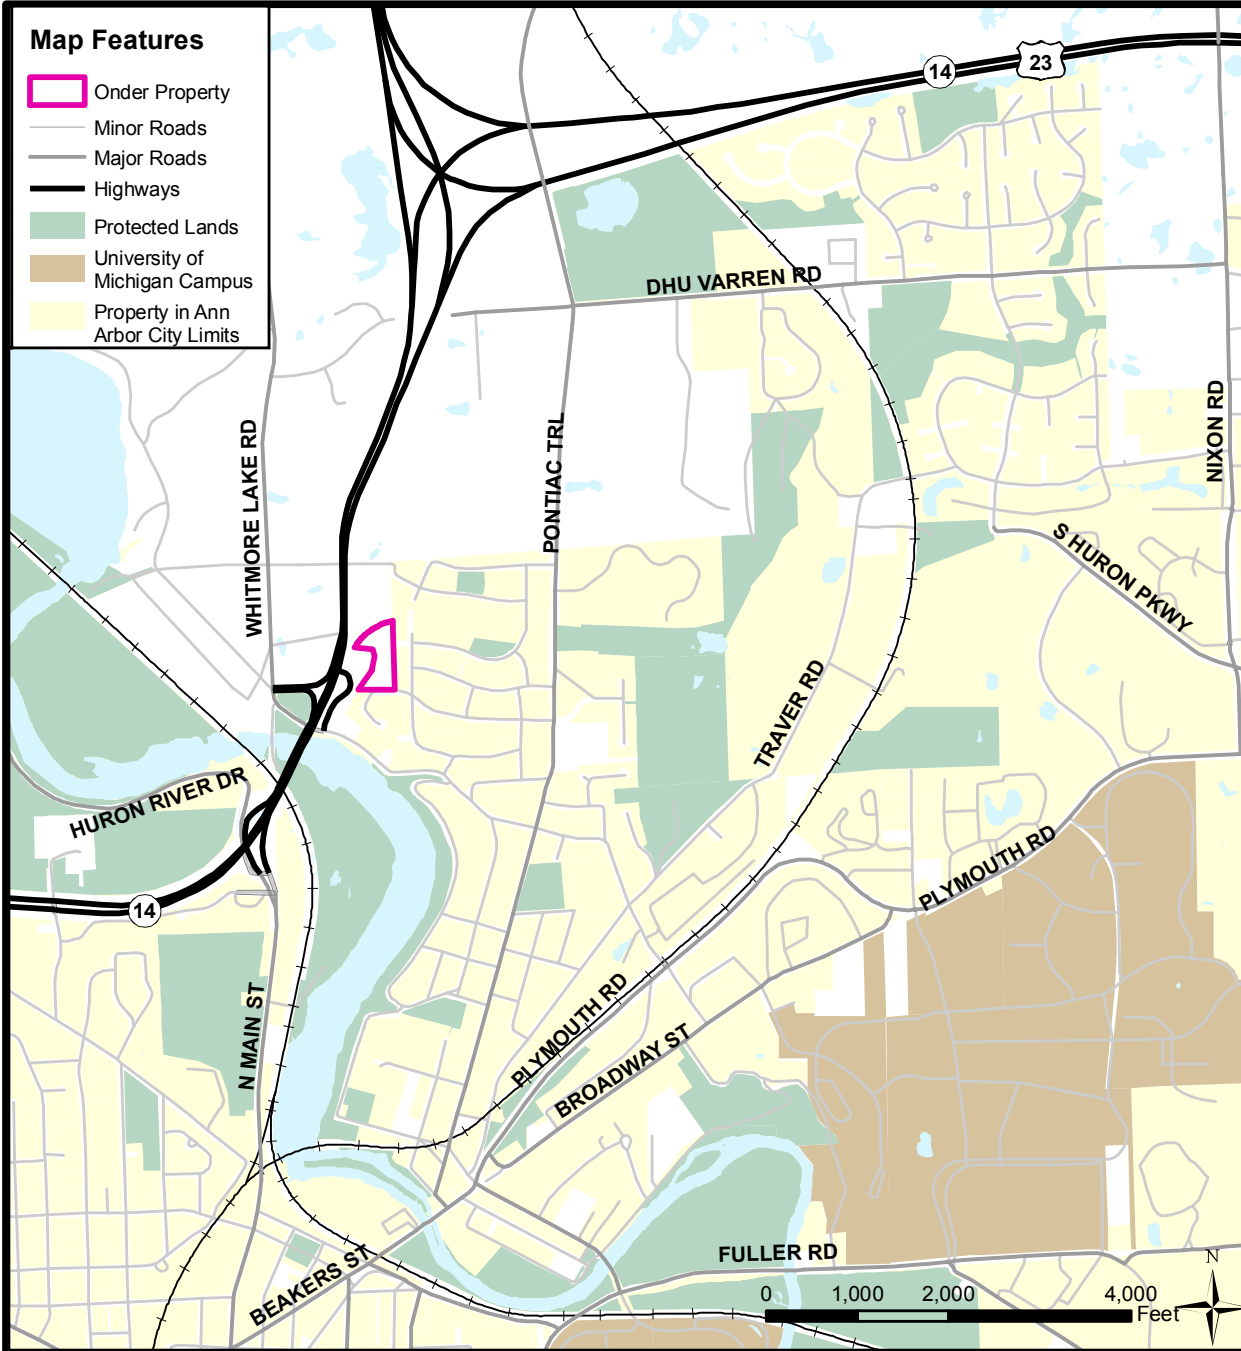 Map Features
Onder Property
Minor Roads
Major Roads
Highways
Protected Lands
University of
Michigan Campus
Property in Ann
Arbor City Limits
14
23
DHU VARREN RD
WHITMORE LAKE RD
PONTIAC TRL
NIXON RD
S HURON PKWY
TRAVER RD
HURON RIVER DR
PLYMOUTH RD
14
N MAIN ST
PLYMOUTH RD
BROADWAY ST
BEAKERS ST
FULLER RD
N
0 1,000 2,000 4,000
Feet